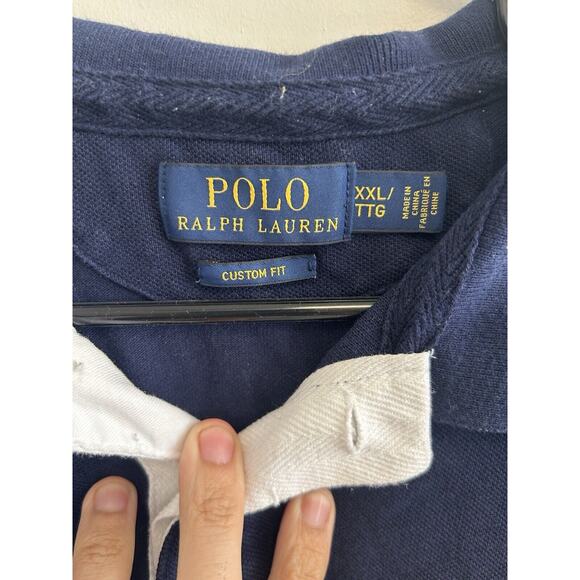 POLO
RALPH LAUREN
XXL/
TTG
MADE IN
CHINA
FABRIQUÉ EN
CHINE
CUSTOM FIT